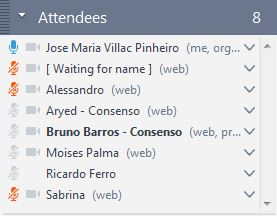 Attendees 8
Jose Maria Villac Pinheiro (me, org...
[ Waiting for name ] (web)
Alessandro (web)
Aryed - Consenso (web)
Bruno Barros - Consenso (web, pr...
Moises Palma (web)
Ricardo Ferro
Sabrina (web)